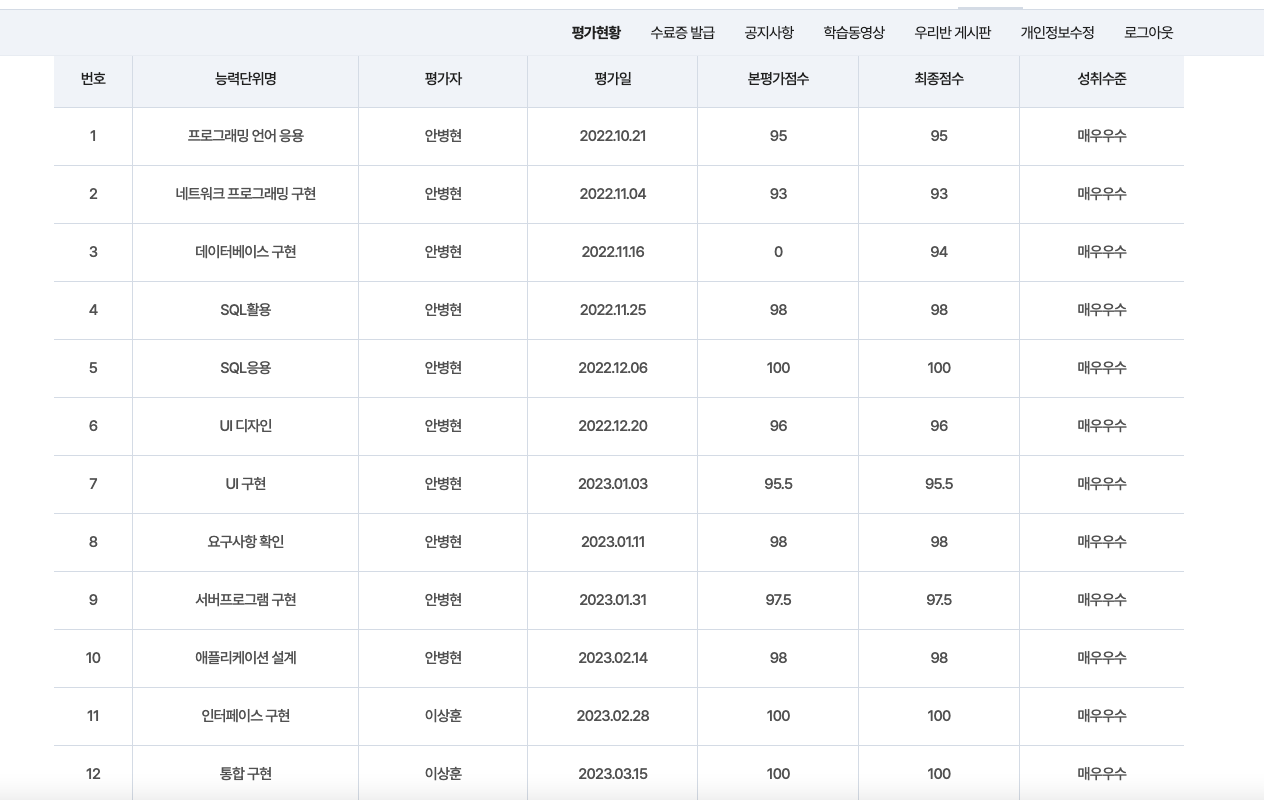 평가현황 수료증 발급 공지사항 학습동영상 우리반 게시판 개인정보수정 로그아웃
번호 능력단위명 평가자 평가일 본평가점수 최종점수 성취수준
1 프로그래밍 언어 응용 안병현 2022.10.21 95 95 매우우수
2 네트워크 프로그래밍 구현 안병현 2022.11.04 93 93 매우우수
3 데이터베이스 구현 안병현 2022.11.16 0 94 매우우수
4 SQL활용 안병현 2022.11.25 98 98 매우우수
5 SQL응용 안병현 2022.12.06 100 100 매우우수
6 UI 디자인 안병현 2022.12.20 96 96 매우우수
7 UI 구현 안병현 2023.01.03 95.5 95.5 매우우수
8 요구사항 확인 안병현 2023.01.11 98 98 매우우수
9 서버프로그램 구현 안병현 2023.01.31 97.5 97.5 매우우수
10 애플리케이션 설계 안병현 2023.02.14 98 98 매우우수
11 인터페이스 구현 이상훈 2023.02.28 100 100 매우우수
12 통합 구현 이상훈 2023.03.15 100 100 매우우수